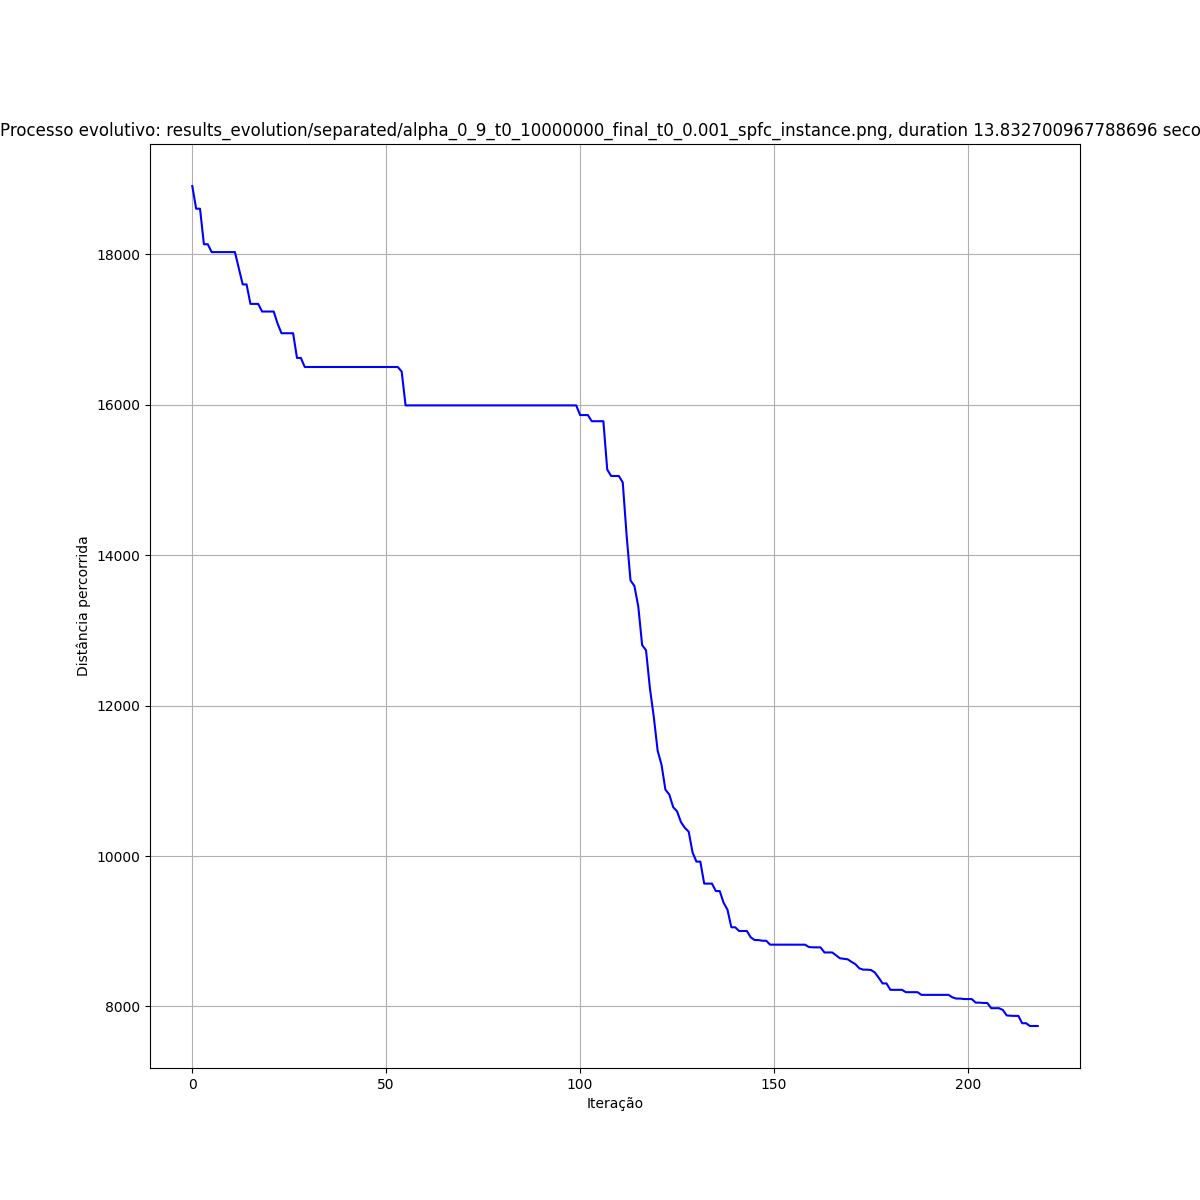 Processo evolutivo: results_evolution/separated/alpha_0_9_t0_10000000_final_t0_0.001_spfc_instance.png, duration 13.832700967788696 seco
18000
16000
14000
12000
10000
8000
Distância percorrida
0 50 100 150 200
Iteração